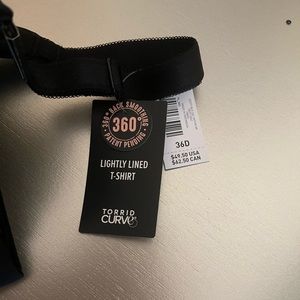 360° BACK SMOOTHING
360°
PATENT PENDING
LIGHTLY LINED
T-SHIRT
TORRID
CURVE
36D
$49.50 USA
$62.50 CAN